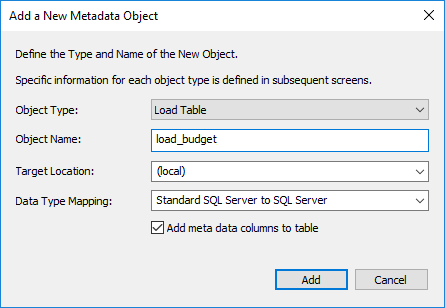 Add a New Metadata Object
Define the Type and Name of the New Object.
Specific information for each object type is defined in subsequent screens.
Object Type: Load Table
Object Name: load_budget
Target Location: (local)
Data Type Mapping: Standard SQL Server to SQL Server
Add meta data columns to table
Add Cancel